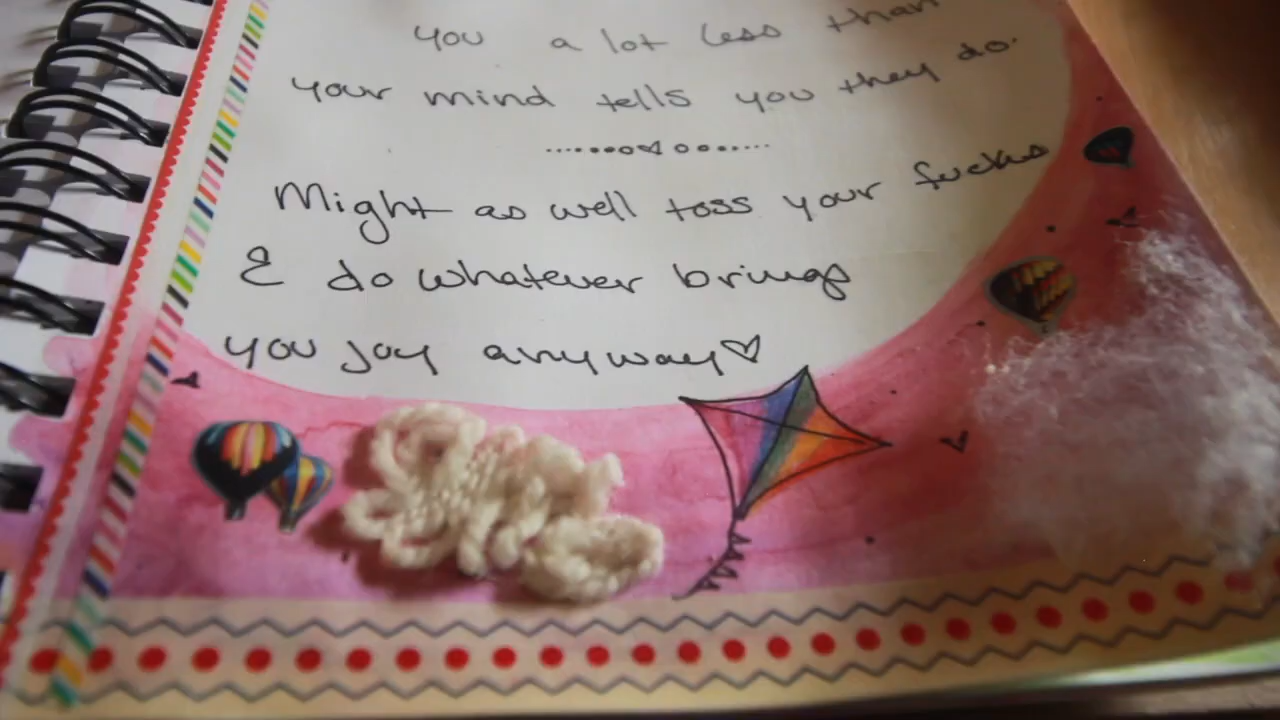 you a lot less than
your mind tells you they do.
Might as well toss your fucks
& do whatever brings
you joy anyway♡